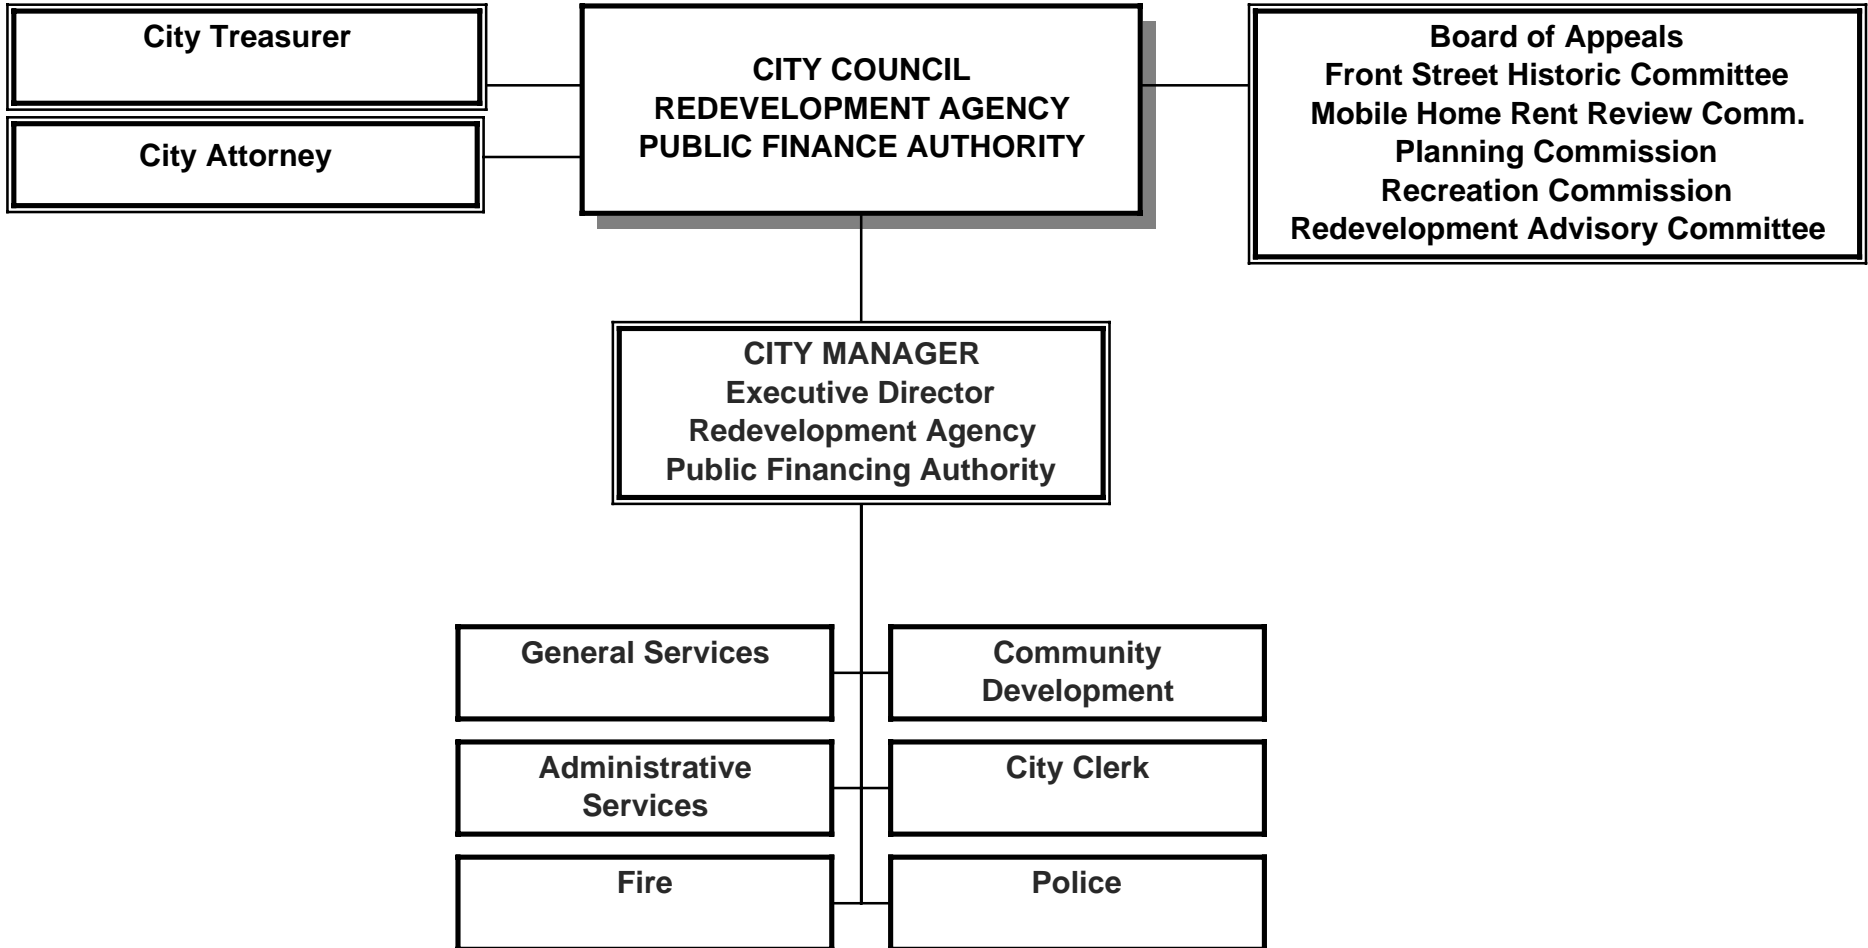 City Treasurer
City Attorney
CITY COUNCIL
REDEVELOPMENT AGENCY
PUBLIC FINANCE AUTHORITY
Board of Appeals
Front Street Historic Committee
Mobile Home Rent Review Comm.
Planning Commission
Recreation Commission
Redevelopment Advisory Committee
CITY MANAGER
Executive Director
Redevelopment Agency
Public Financing Authority
General Services
Community
Development
Administrative
Services
City Clerk
Fire
Police